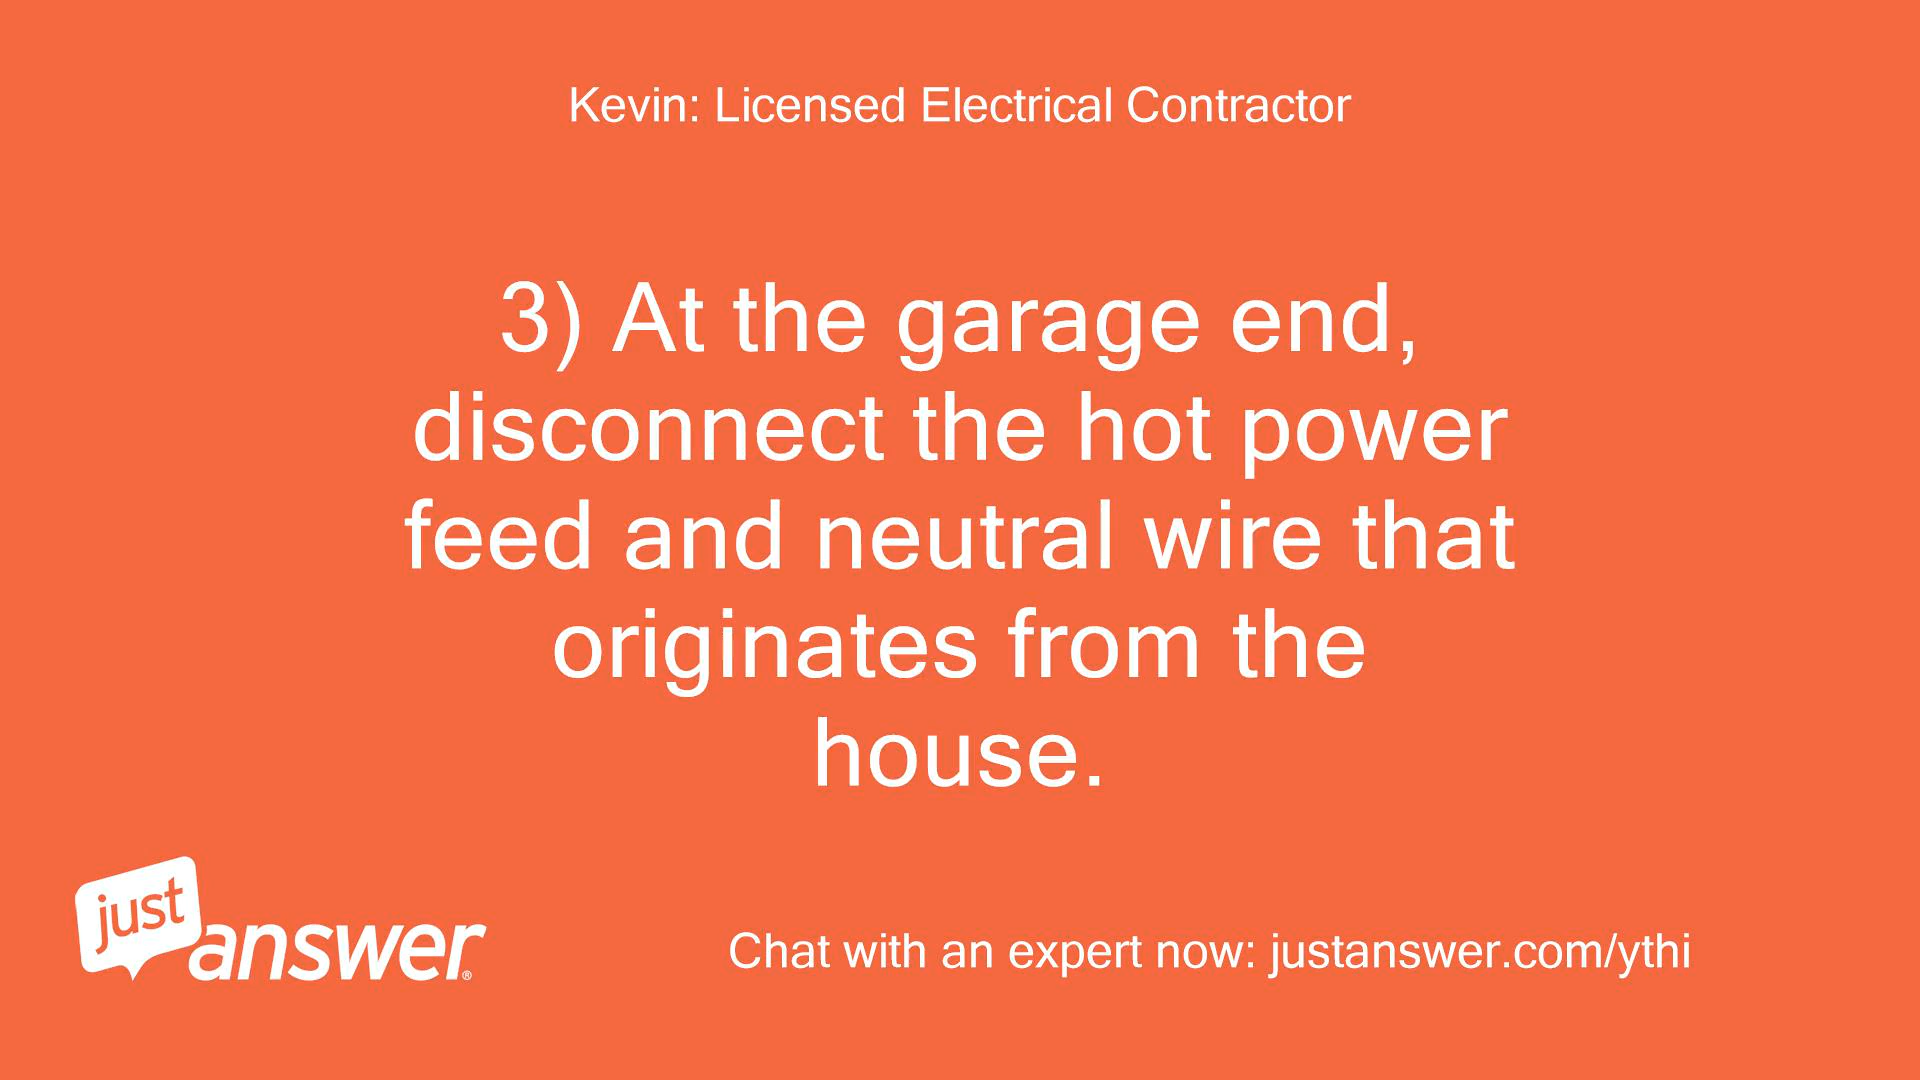 Kevin: Licensed Electrical Contractor
3) At the garage end,
disconnect the hot power
feed and neutral wire that
originates from the
house.
just
answer®
Chat with an expert now: justanswer.com/ythi